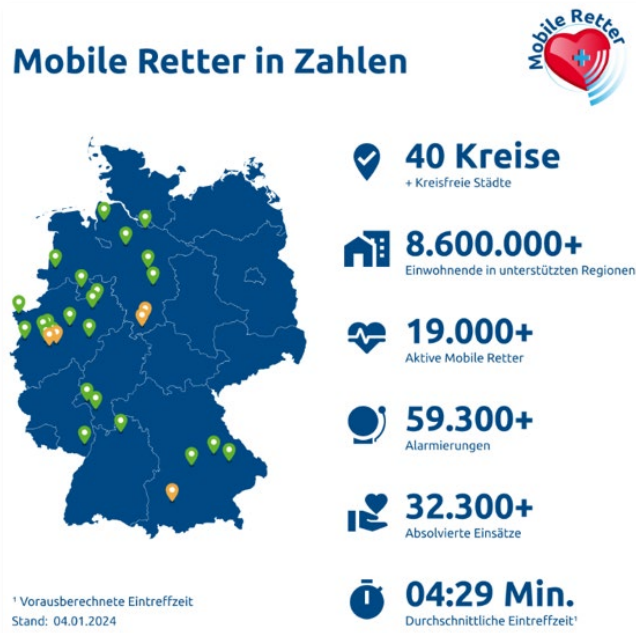 Mobile Retter
Mobile Retter in Zahlen
40 Kreise
+ Kreisfreie Städte
8.600.000+
Einwohnende in unterstützten Regionen
19.000+
Aktive Mobile Retter
59.300+
Alarmierungen
32.300+
Absolvierte Einsätze
04:29 Min.
Durchschnittliche Eintreffzeit¹
¹ Vorausberechnete Eintreffzeit
Stand: 04.01.2024